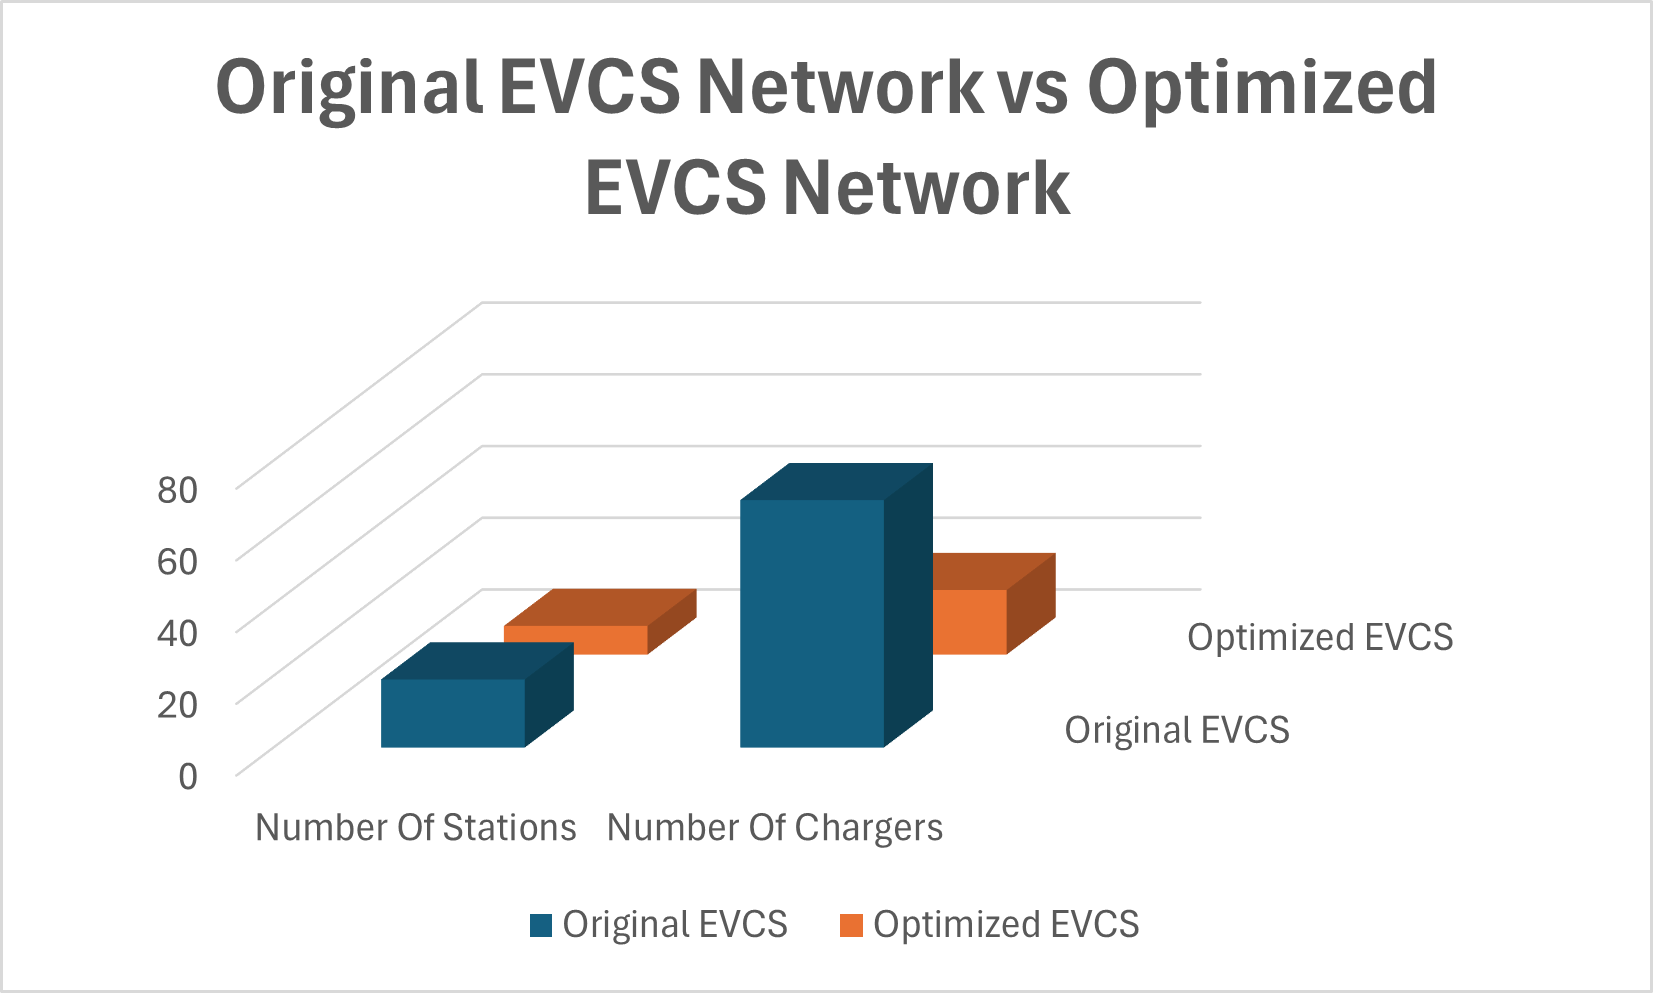 Original EVCS Network vs Optimized
EVCS Network
80
60
40
20
0
Optimized EVCS
Original EVCS
Number Of Stations
Number Of Chargers
Original EVCS
Optimized EVCS